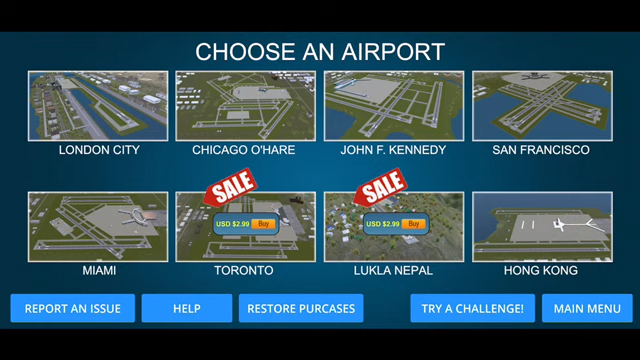 CHOOSE AN AIRPORT
LONDON CITY
CHICAGO O'HARE
JOHN F. KENNEDY
SAN FRANCISCO
SALE
SALE
USD $2.99 Buy
USD $2.99 Buy
MIAMI
TORONTO
LUKLA NEPAL
HONG KONG
REPORT AN ISSUE
HELP
RESTORE PURCASES
TRY A CHALLENGE!
MAIN MENU